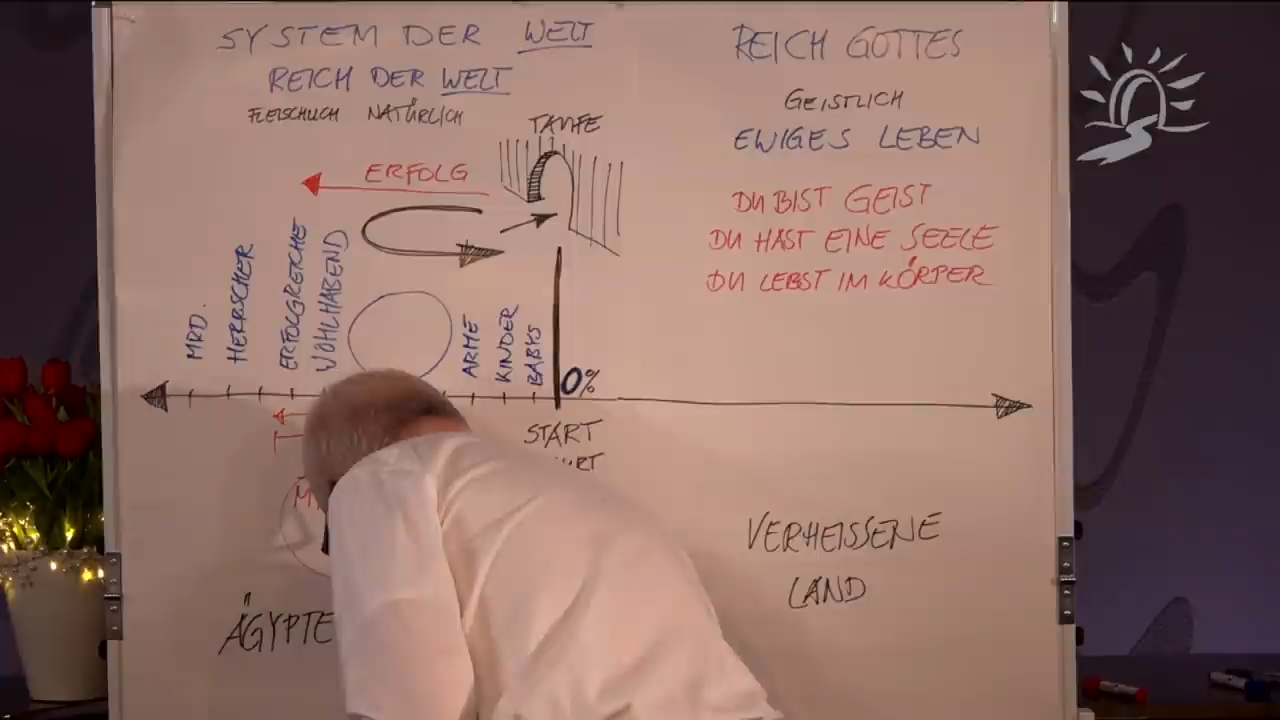 SYSTEM DER WELT
REICH DER WELT
FLEISCHLICH NATÜRLICH
TAUFE
ERFOLG
MRD.
HERRSCHER
ERFOLGREICHE
WOHLHABEND
ARME
KINDER
BABYS
0%
START
ÄGYPTE
REICH GOTTES
GEISTLICH
EWIGES LEBEN
DU BIST GEIST
DU HAST EINE SEELE
DU LEBST IM KÖRPER
VERHEISSENE
LAND